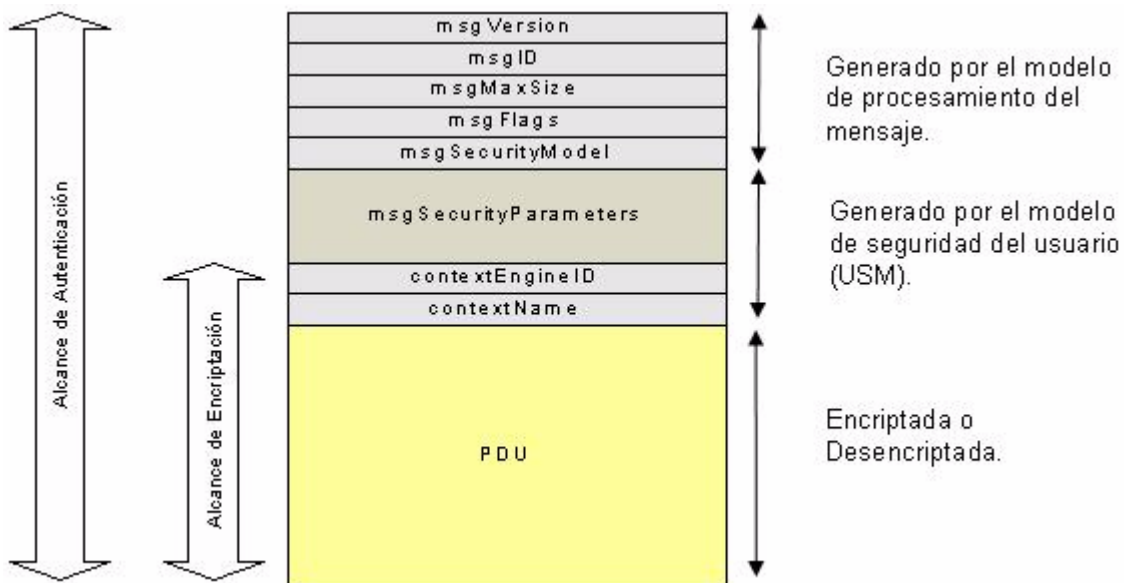 msgVersion
msgID
msgMaxSize
msgFlags
msgSecurityModel
msgSecurityParameters
contextEngineID
contextName
PDU
Alcance de Autenticación
Alcance de Encriptación
Generado por el modelo
de procesamiento del
mensaje.
Generado por el modelo
de seguridad del usuario
(USM).
Encriptada o
Desencriptada.